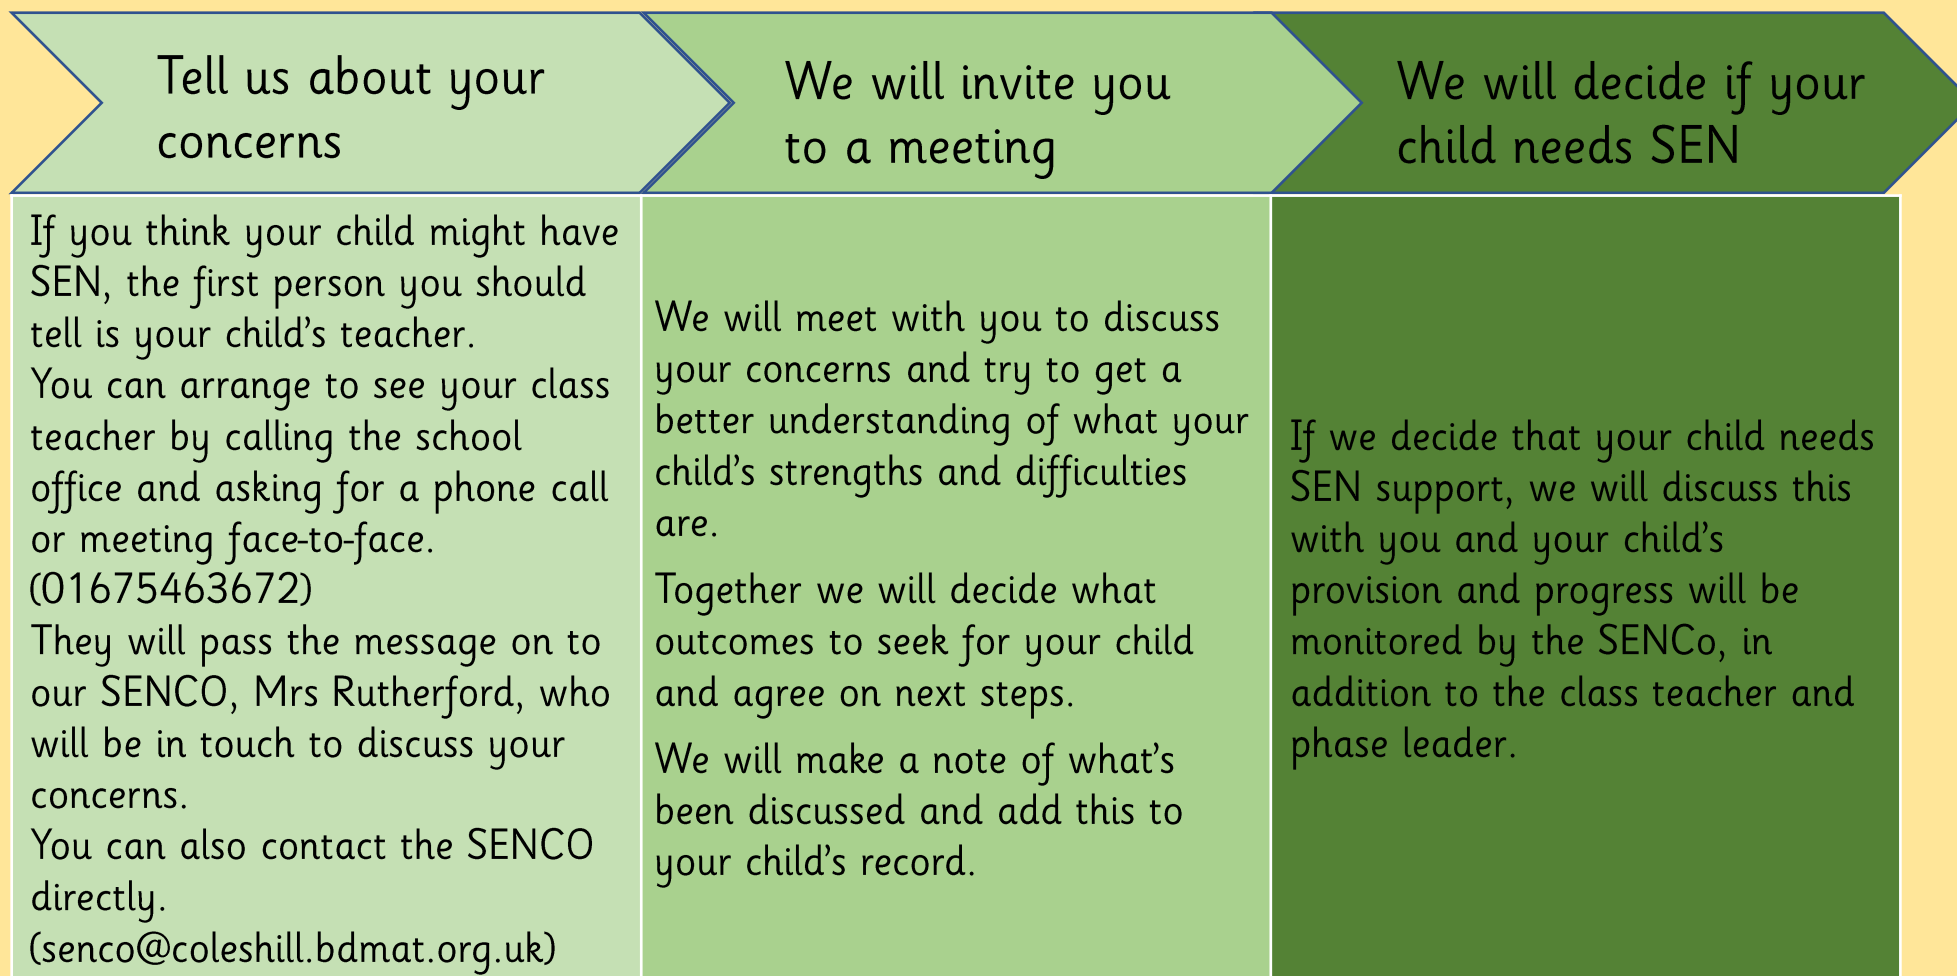 Tell us about your
concerns
We will invite you
to a meeting
We will decide if your
child needs SEN
If you think your child might have
SEN, the first person you should
tell is your child’s teacher.
You can arrange to see your class
teacher by calling the school
office and asking for a phone call
or meeting face-to-face.
(01675463672)
They will pass the message on to
our SENCO, Mrs Rutherford, who
will be in touch to discuss your
concerns.
You can also contact the SENCO
directly.
(senco@coleshill.bdmat.org.uk)
We will meet with you to discuss
your concerns and try to get a
better understanding of what your
child’s strengths and difficulties
are.
Together we will decide what
outcomes to seek for your child
and agree on next steps.
We will make a note of what’s
been discussed and add this to
your child’s record.
If we decide that your child needs
SEN support, we will discuss this
with you and your child’s
provision and progress will be
monitored by the SENCo, in
addition to the class teacher and
phase leader.